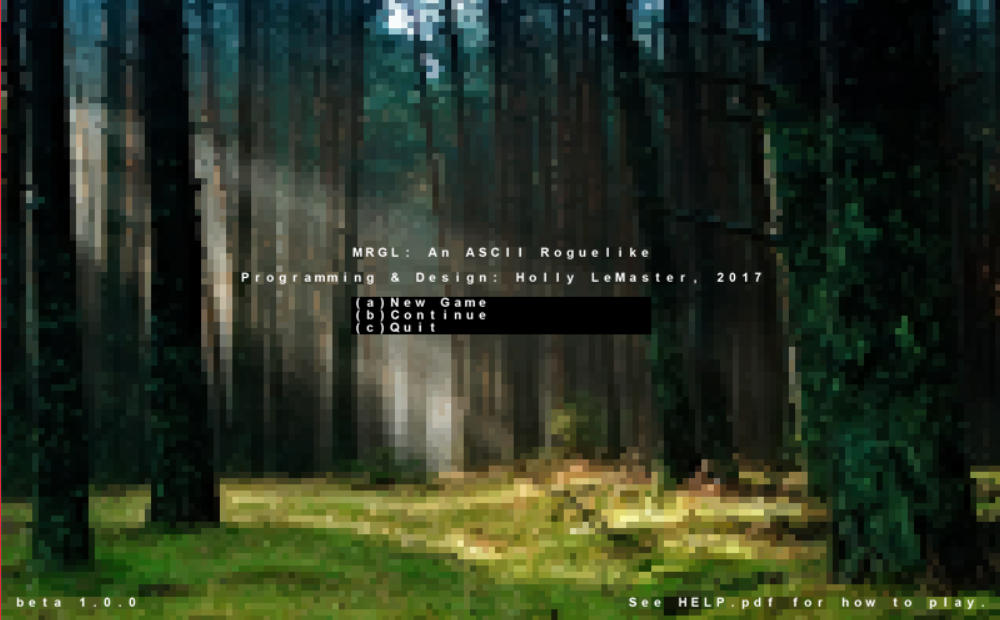 MRGL: An ASCII Roguelike
Programming & Design: Holly LeMaster, 2017
(a)New Game
(b)Continue
(c)Quit
beta 1.0.0
See HELP.pdf for how to play.